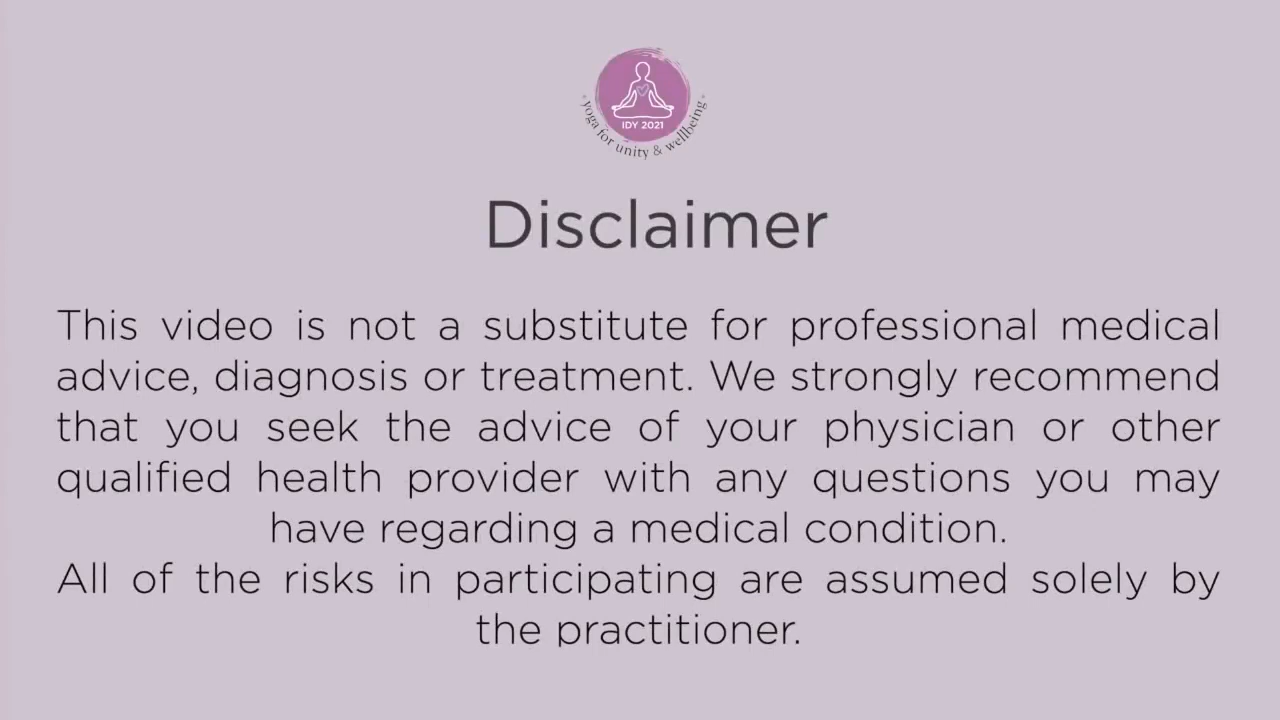 IDY 2021
yoga for unity & wellbeing
Disclaimer
This video is not a substitute for professional medical
advice, diagnosis or treatment. We strongly recommend
that you seek the advice of your physician or other
qualified health provider with any questions you may
have regarding a medical condition.
All of the risks in participating are assumed solely by
the practitioner.